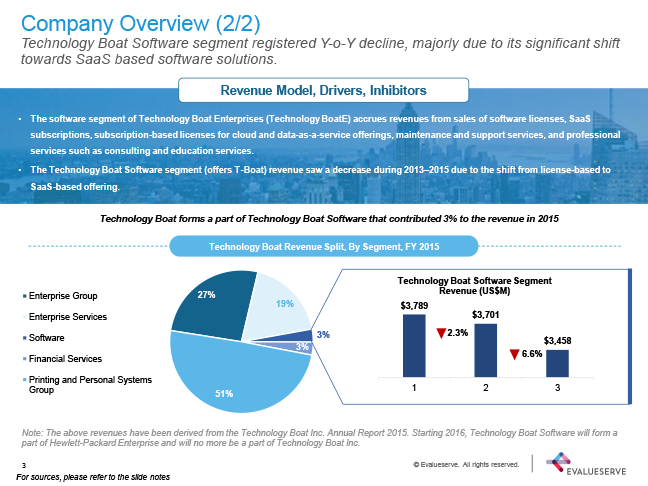 Company Overview (2/2)
Technology Boat Software segment registered Y-o-Y decline, majorly due to its significant shift
towards SaaS based software solutions.
Revenue Model, Drivers, Inhibitors
• The software segment of Technology Boat Enterprises (Technology BoatE) accrues revenues from sales of software licenses, SaaS
subscriptions, subscription-based licenses for cloud and data-as-a-service offerings, maintenance and support services, and professional
services such as consulting and education services.
• The Technology Boat Software segment (offers T-Boat) revenue saw a decrease during 2013–2015 due to the shift from license-based to
SaaS-based offering.
Technology Boat forms a part of Technology Boat Software that contributed 3% to the revenue in 2015
Technology Boat Revenue Split, By Segment, FY 2015
Enterprise Group
Enterprise Services
Software
Financial Services
Printing and Personal Systems
Group
27%
19%
3%
3%
51%
Technology Boat Software Segment
Revenue (US$M)
$3,789
$3,701
$3,458
2.3%
6.6%
1 2 3
Note: The above revenues have been derived from the Technology Boat Inc. Annual Report 2015. Starting 2016, Technology Boat Software will form a
part of Hewlett-Packard Enterprise and will no more be a part of Technology Boat Inc.
3
For sources, please refer to the slide notes
© Evalueserve. All rights reserved.
EVALUESERVE